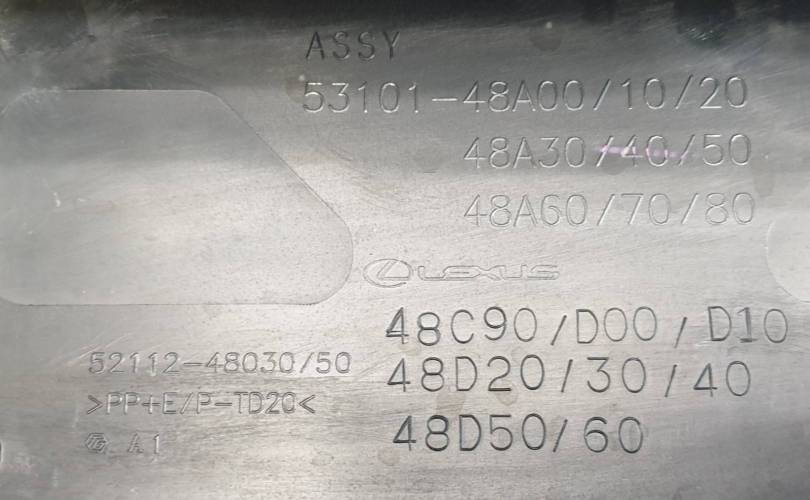 ASSY
53101-48A00/10/20
48A30/40/50
48A60/70/80
LEXUS
48C90/D00/D10
48D20/30/40
48D50/60
52112-48030/50
>PP+E/P-TD20<
A1